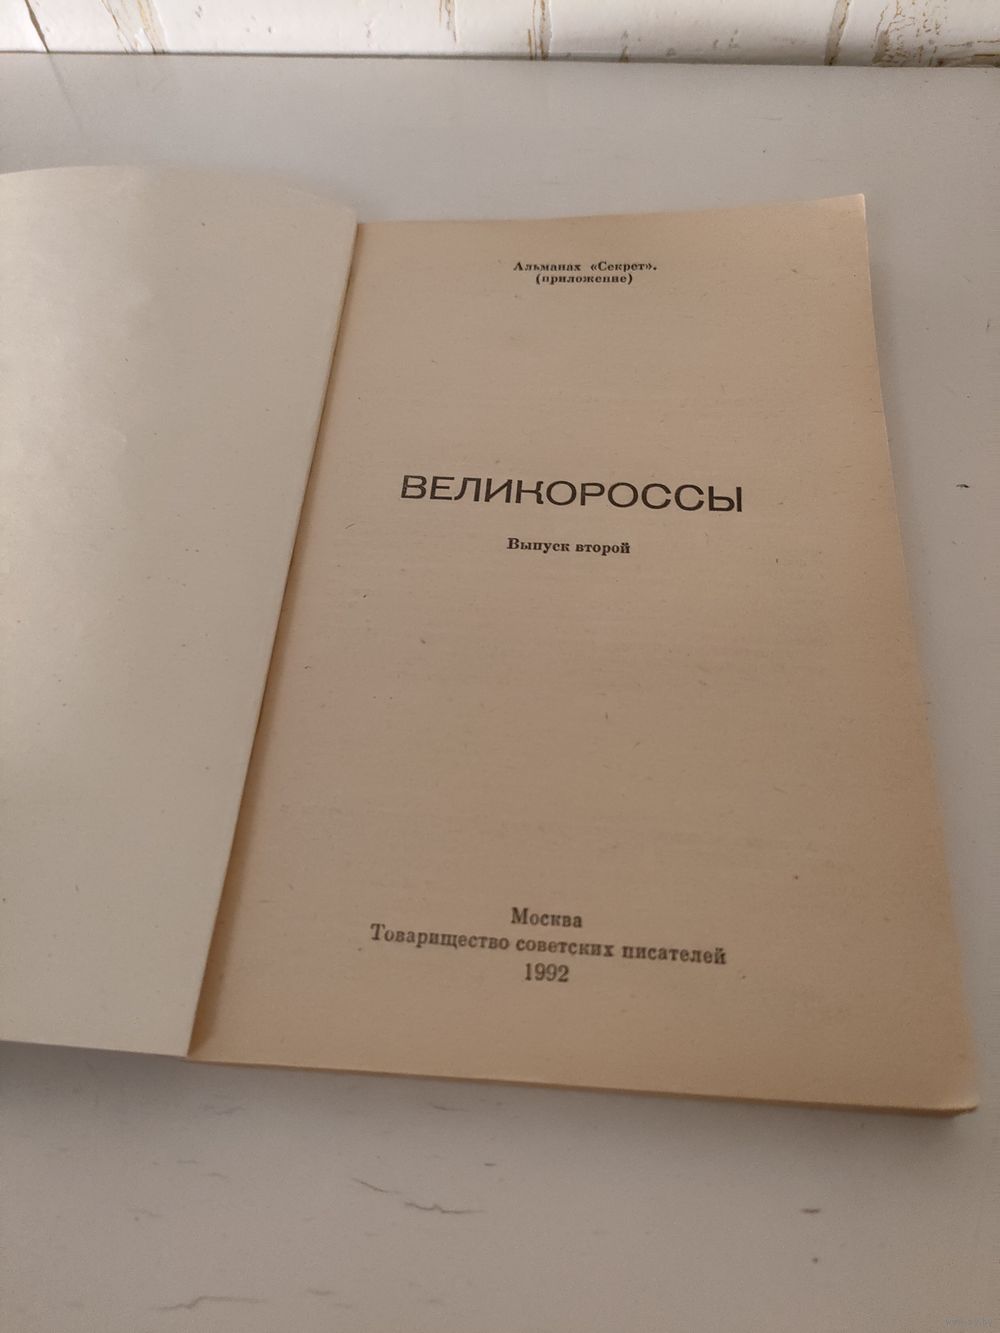 Альманах «Секрет».
(приложение)
ВЕЛИКОРОССЫ
Выпуск второй
Москва
Товарищество советских писателей
1992